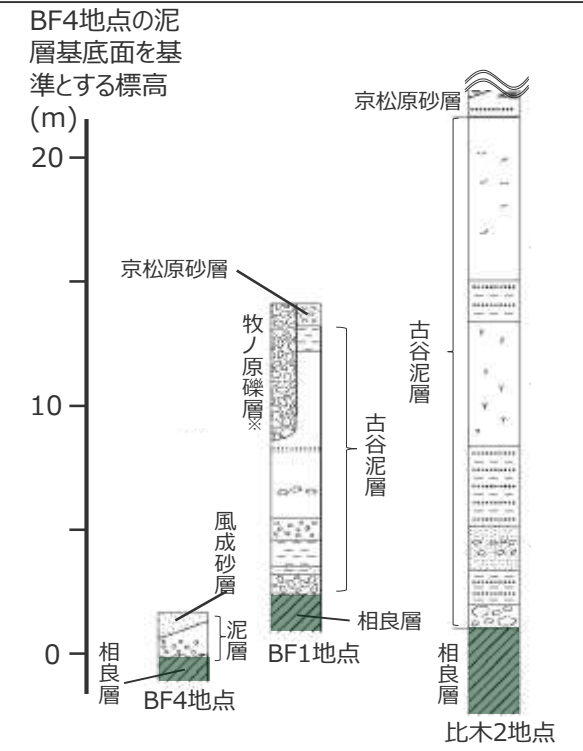 BF4地点の泥
層基底面を基
準とする標高
(m)
20
10
0
京松原砂層
京松原砂層
牧ノ原礫層※
古谷泥層
古谷泥層
風成砂層
泥層
相良層
相良層
相良層
BF4地点
BF1地点
比木2地点